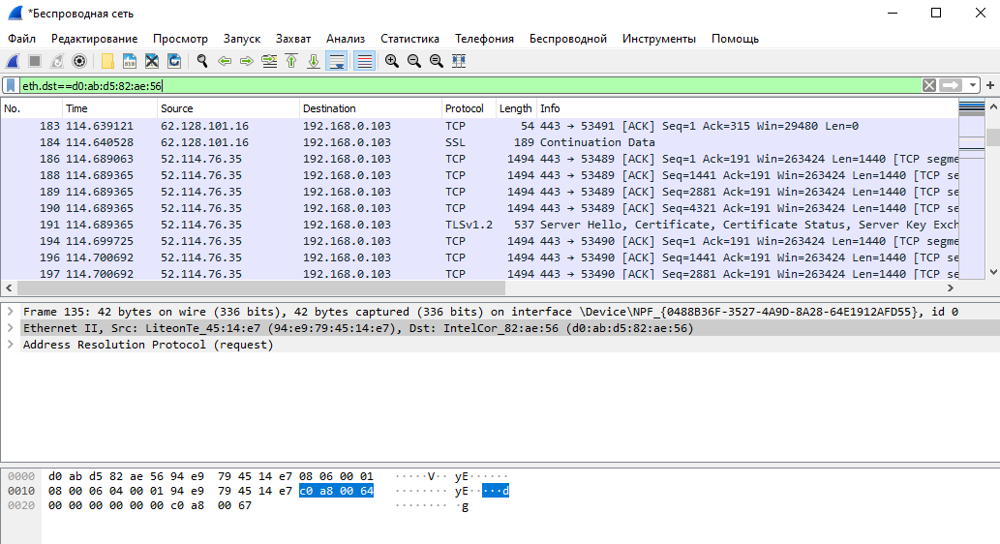 *Беспроводная сеть
Файл Редактирование Просмотр Запуск Захват Анализ Статистика Телефония Беспроводной Инструменты Помощь
eth.dst==d0:ab:d5:82:ae:56
No. Time Source Destination Protocol Length Info
183 114.639121 62.128.101.16 192.168.0.103 TCP 54 443 → 53491 [ACK] Seq=1 Ack=315 Win=29480 Len=0
184 114.640528 62.128.101.16 192.168.0.103 SSL 189 Continuation Data
186 114.689063 52.114.76.35 192.168.0.103 TCP 1494 443 → 53489 [ACK] Seq=1 Ack=191 Win=263424 Len=1440 [TCP segme
188 114.689365 52.114.76.35 192.168.0.103 TCP 1494 443 → 53489 [ACK] Seq=1441 Ack=191 Win=263424 Len=1440 [TCP se
189 114.689365 52.114.76.35 192.168.0.103 TCP 1494 443 → 53489 [ACK] Seq=2881 Ack=191 Win=263424 Len=1440 [TCP se
190 114.689365 52.114.76.35 192.168.0.103 TCP 1494 443 → 53489 [ACK] Seq=4321 Ack=191 Win=263424 Len=1440 [TCP se
191 114.689365 52.114.76.35 192.168.0.103 TLSv1.2 537 Server Hello, Certificate, Certificate Status, Server Key Exch
194 114.699725 52.114.76.35 192.168.0.103 TCP 1494 443 → 53490 [ACK] Seq=1 Ack=191 Win=263424 Len=1440 [TCP segme
196 114.700692 52.114.76.35 192.168.0.103 TCP 1494 443 → 53490 [ACK] Seq=1441 Ack=191 Win=263424 Len=1440 [TCP se
197 114.700692 52.114.76.35 192.168.0.103 TCP 1494 443 → 53490 [ACK] Seq=2881 Ack=191 Win=263424 Len=1440 [TCP se
Frame 135: 42 bytes on wire (336 bits), 42 bytes captured (336 bits) on interface \Device\NPF_{0488B36F-3527-4A9D-8A28-64E1912AFD55}, id 0
Ethernet II, Src: LiteonTe_45:14:e7 (94:e9:79:45:14:e7), Dst: IntelCor_82:ae:56 (d0:ab:d5:82:ae:56)
Address Resolution Protocol (request)
0000 d0 ab d5 82 ae 56 94 e9 79 45 14 e7 08 06 00 01 ·····V·· yE······
0010 08 00 06 04 00 01 94 e9 79 45 14 e7 c0 a8 00 64 ········ yE·····d
0020 00 00 00 00 00 00 c0 a8 00 67 ········ ·g